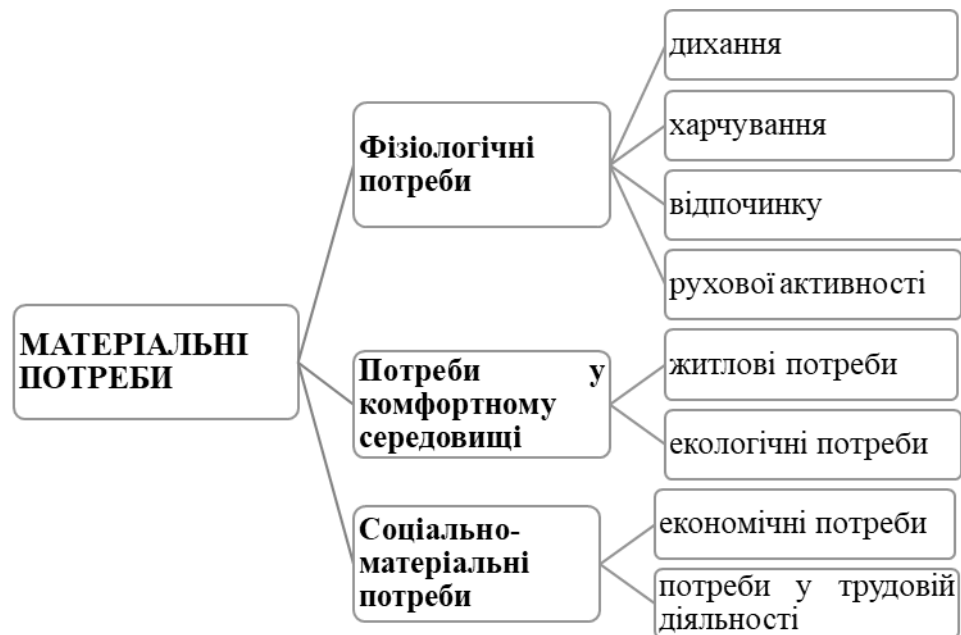 МАТЕРІАЛЬНІ
ПОТРЕБИ
Фізіологічні
потреби
дихання
харчування
відпочинку
рухової активності
Потреби у
комфортному
середовищі
житлові потреби
екологічні потреби
Соціально-
матеріальні
потреби
економічні потреби
потреби у трудовій
діяльності